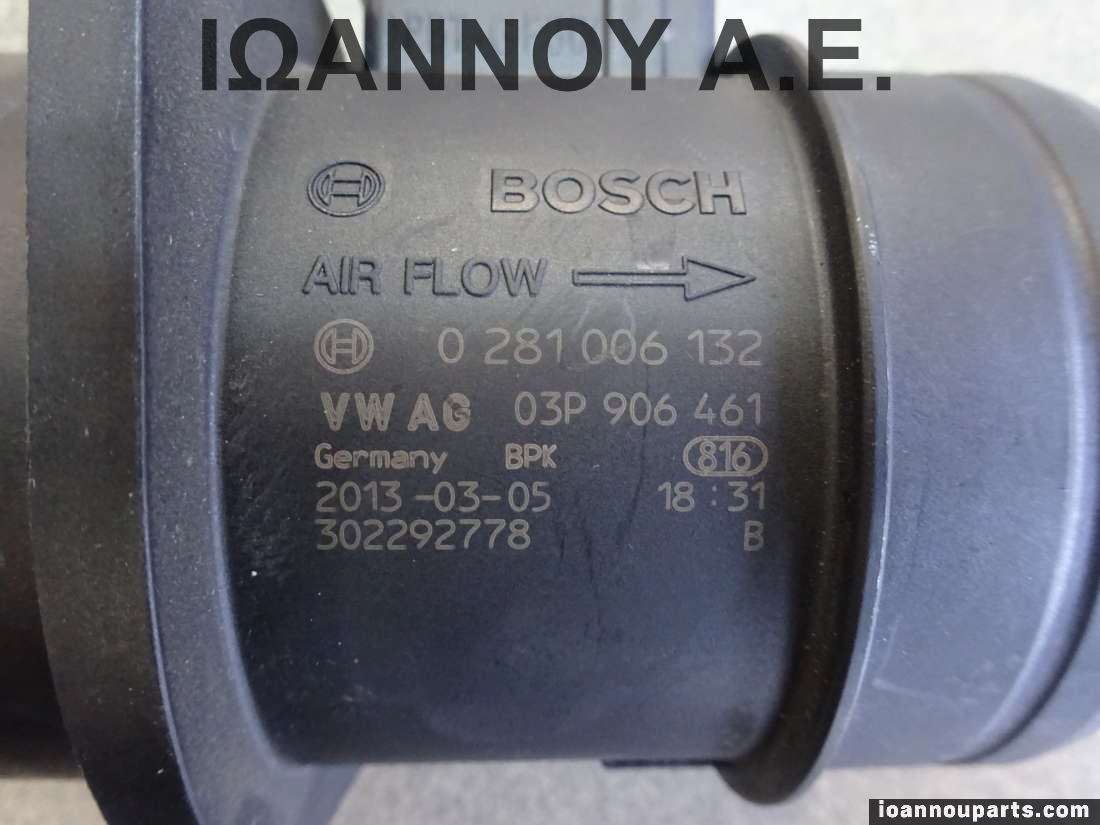 ΙΩΑΝΝΟΥ Α.Ε.
BOSCH
AIR FLOW
0 281 006 132
VW AG 03P 906 461
Germany BPK 816
2013-03-05 18:31
302292778 B
ioannouparts.com